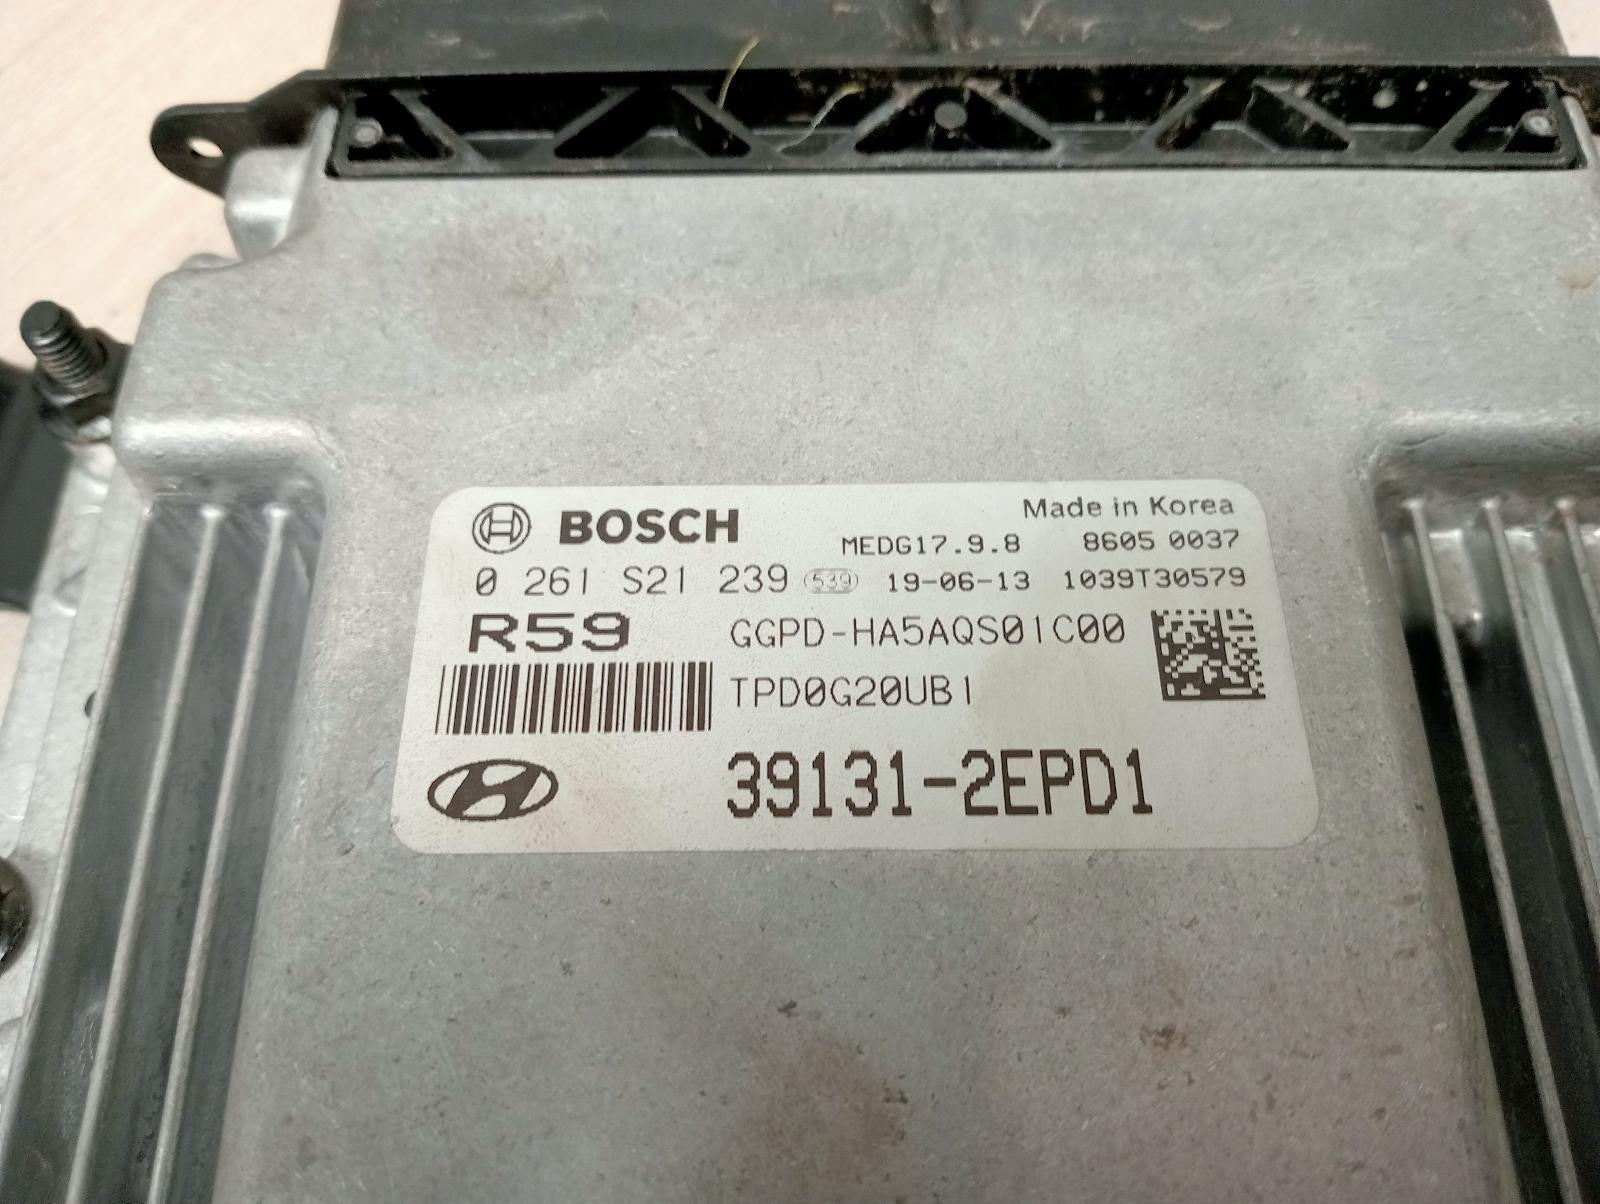 BOSCH
Made in Korea
MEDG17.9.8 8605 0037
0 261 S21 239 539 19-06-13 1039T30579
R59 GGPD-HA5AQS01C00
TPD0G20UB1
39131-2EPD1